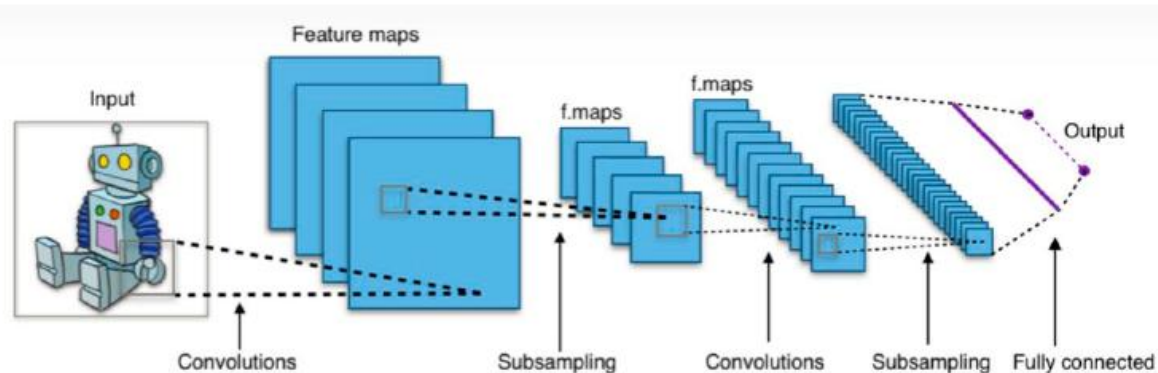 Feature maps
Input
f.maps
f.maps
Output
Convolutions
Subsampling
Convolutions
Subsampling
Fully connected